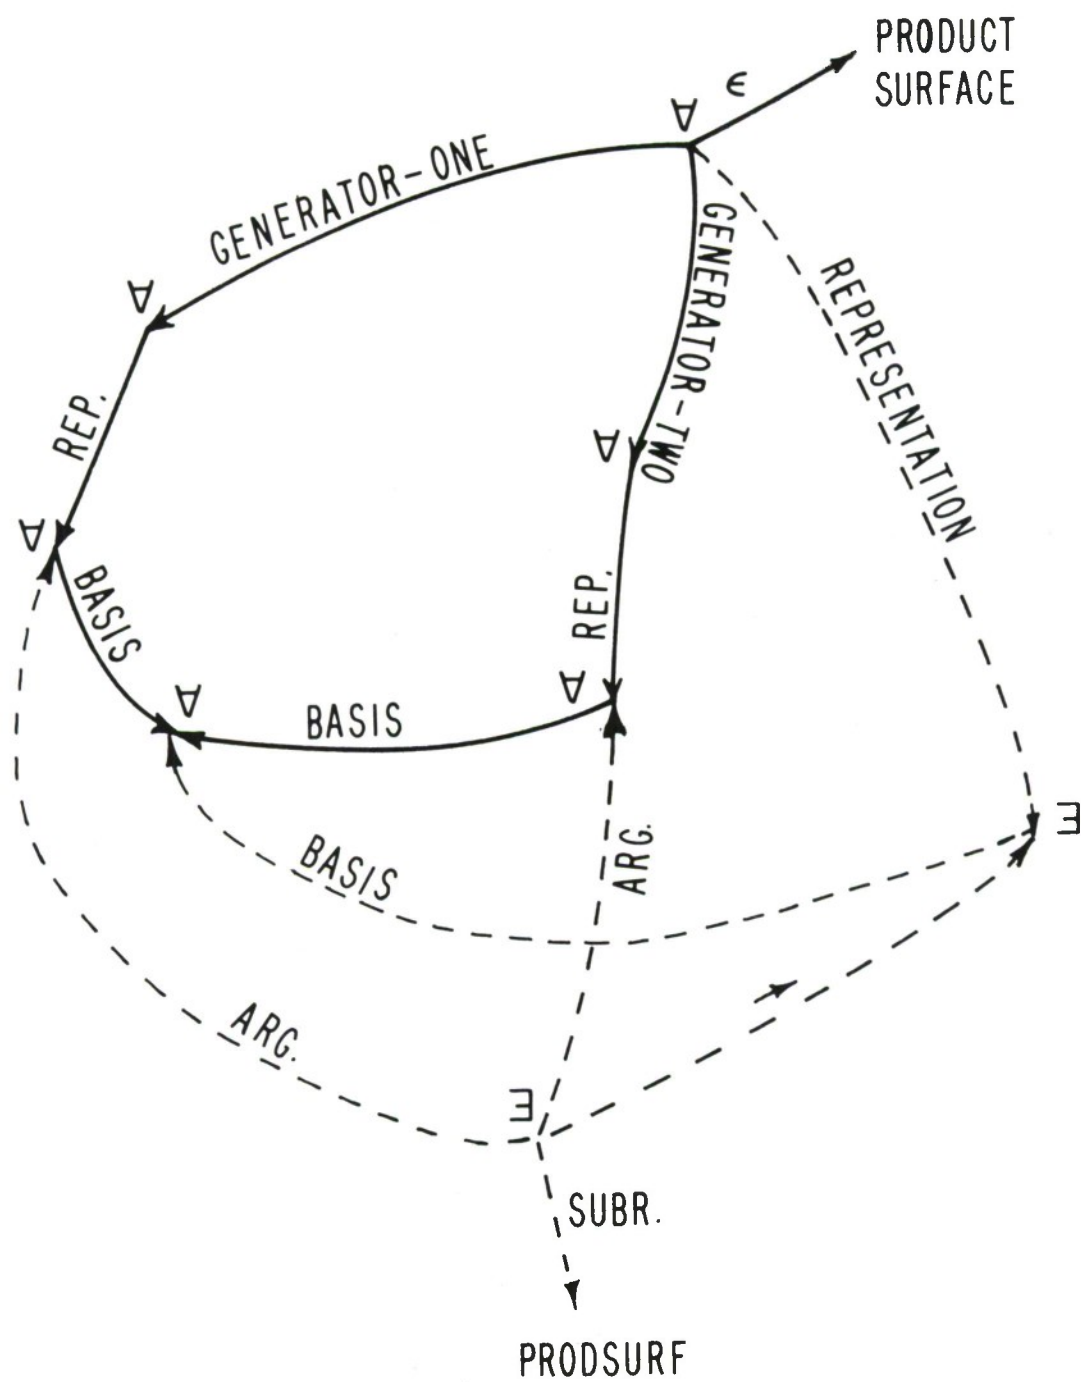 PRODUCT
SURFACE
ϵ
∀
GENERATOR-ONE
GENERATOR-TWO
REPRESENTATION
∀
∀
REP.
∀
BASIS
REP.
∀
∀
BASIS
∃
ARG.
BASIS
ARG.
∃
SUBR.
PRODSURF